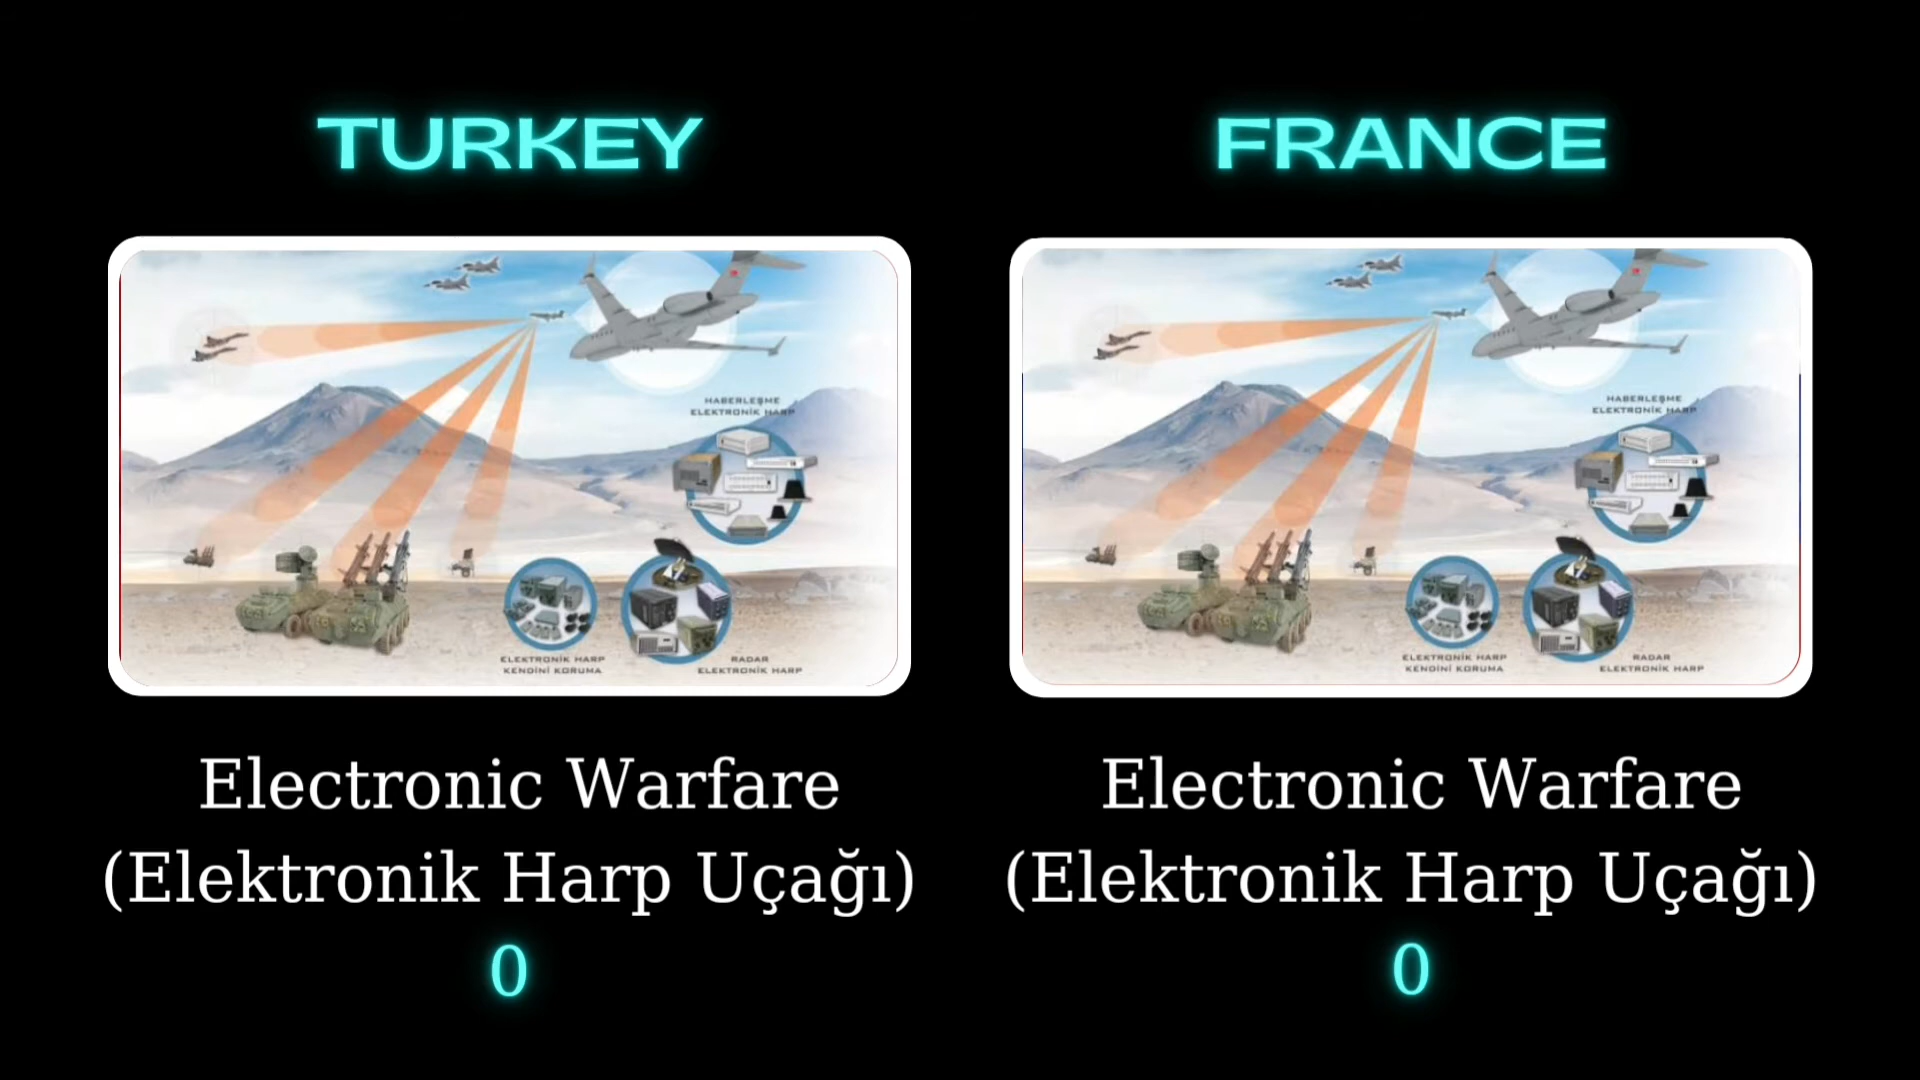 TURKEY
HABERLEŞME
ELEKTRONİK HARP
ELEKTRONİK HARP
KENDİNİ KORUMA
RADAR
ELEKTRONİK HARP
Electronic Warfare
(Elektronik Harp Uçağı)
0
FRANCE
HABERLEŞME
ELEKTRONİK HARP
ELEKTRONİK HARP
KENDİNİ KORUMA
RADAR
ELEKTRONİK HARP
Electronic Warfare
(Elektronik Harp Uçağı)
0